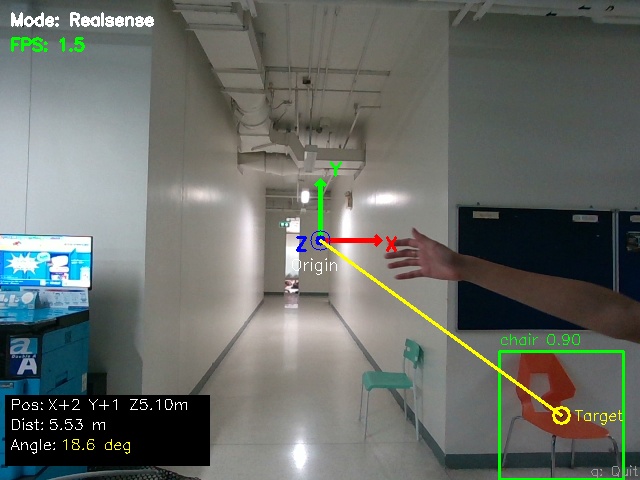 Mode: Realsense
FPS: 1.5
Y
Z
X
Origin
chair 0.90
Target
a
A
Pos: X+2 Y+1 Z5.10m
Dist: 5.53 m
Angle: 18.6 deg
q: Quit